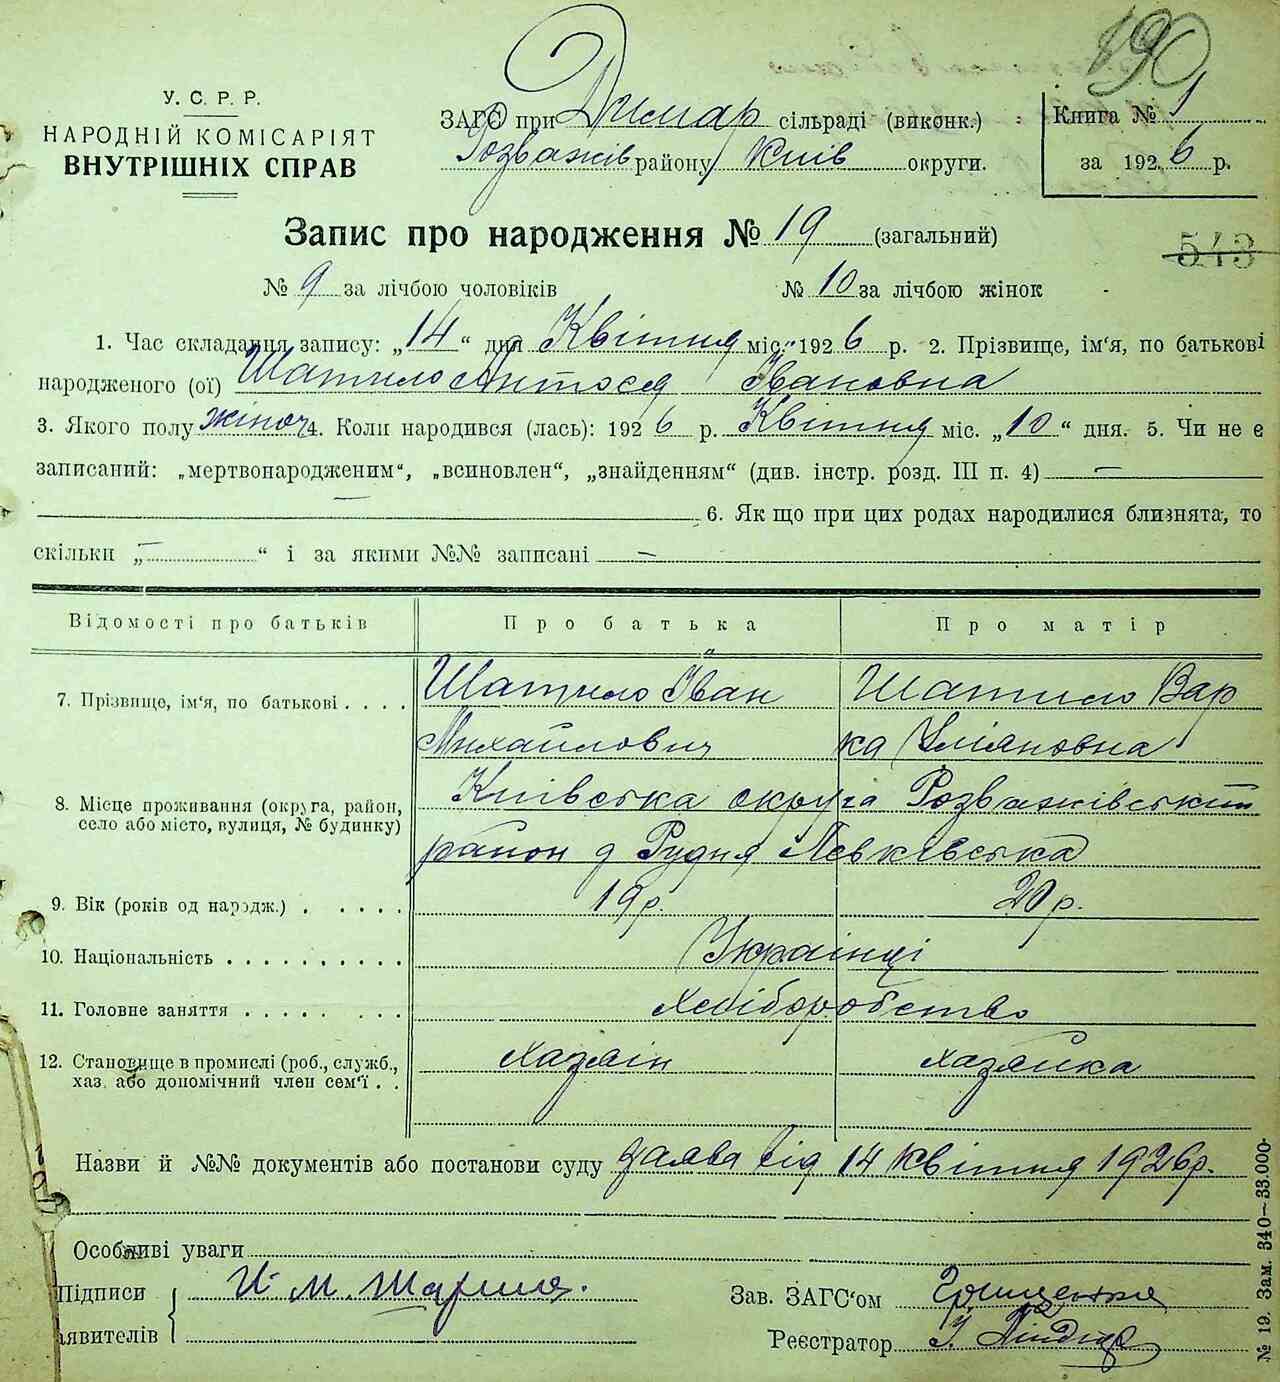 190
У. С. Р. Р.
НАРОДНІЙ КОМІСАРІЯТ
ВНУТРІШНІХ СПРАВ
ЗАГС при Димар сільраді (виконк.)
Розважів району Київ округи.
Книга № 1
за 1926 р.
Запис про народження № 19 (загальний)
543
№ 9 за лічбою чоловіків № 10 за лічбою жінок
1. Час складання запису: „14“ дня Квітня міс. 1926 р. 2. Прізвище, ім'я, по батькові
народженого (ої) Шатило Антося Івановна
3. Якого полу жіноч 4. Коли народився (лась): 1926 р. Квітня міс. „10“ дня. 5. Чи не є
записаний: „мертвонародженим“, „всиновлен“, „знайденням“ (див. інстр. розд. III п. 4) —
— 6. Як що при цих родах народилися близнята, то
скільки „—“ і за якими №№ записані —
Відомості про батьків Про батька Про матір
7. Прізвище, ім'я, по батькові . . . . Шатило Іван Шатило Вар
Михайлович ка Уліяновна
8. Місце проживання (округа, район, Київська округа Розважівський
село або місто, вулиця, № будинку) район д Рудня Левківська
9. Вік (років од народж.) . . . . . . 19 р. 20 р.
10. Національність . . . . . . . . . . Українці
11. Головне заняття . . . . . . . . . хліборобство
12. Становище в промислі (роб., служб., хазяїн хазяйка
хаз. або допомічний член сем'ї . .
Назви й №№ документів або постанови суду заява від 14 квітня 1926 р.
Особливі уваги
Підписи И М Шатило.
аявителів
Зав. ЗАГС'ом Грищенко
Реєстратор І.
№ 19. Зам. 340—33.000.